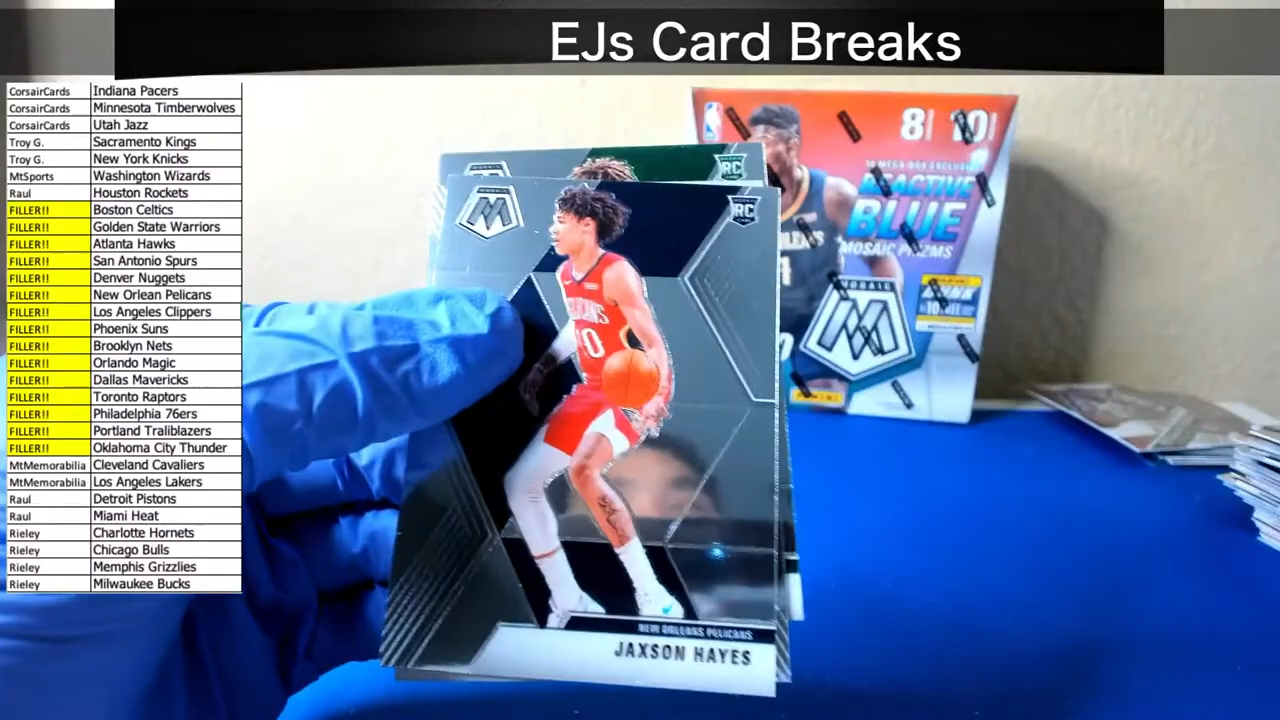 EJs Card Breaks
CorsairCards Indiana Pacers
CorsairCards Minnesota Timberwolves
CorsairCards Utah Jazz
Troy G. Sacramento Kings
Troy G. New York Knicks
MtSports Washington Wizards
Raul Houston Rockets
FILLER!! Boston Celtics
FILLER!! Golden State Warriors
FILLER!! Atlanta Hawks
FILLER!! San Antonio Spurs
FILLER!! Denver Nuggets
FILLER!! New Orlean Pelicans
FILLER!! Los Angeles Clippers
FILLER!! Phoenix Suns
FILLER!! Brooklyn Nets
FILLER!! Orlando Magic
FILLER!! Dallas Mavericks
FILLER!! Toronto Raptors
FILLER!! Philadelphia 76ers
FILLER!! Portland Traliblazers
FILLER!! Oklahoma City Thunder
MtMemorabilia Cleveland Cavaliers
MtMemorabilia Los Angeles Lakers
Raul Detroit Pistons
Raul Miami Heat
Rieley Charlotte Hornets
Rieley Chicago Bulls
Rieley Memphis Grizzlies
Rieley Milwaukee Bucks
8 10
REACTIVE
BLUE
MOSAIC PRIZMS
MOSAIC
RC
MOSAIC
RC
10
NEW ORLEANS PELICANS
JAXSON HAYES